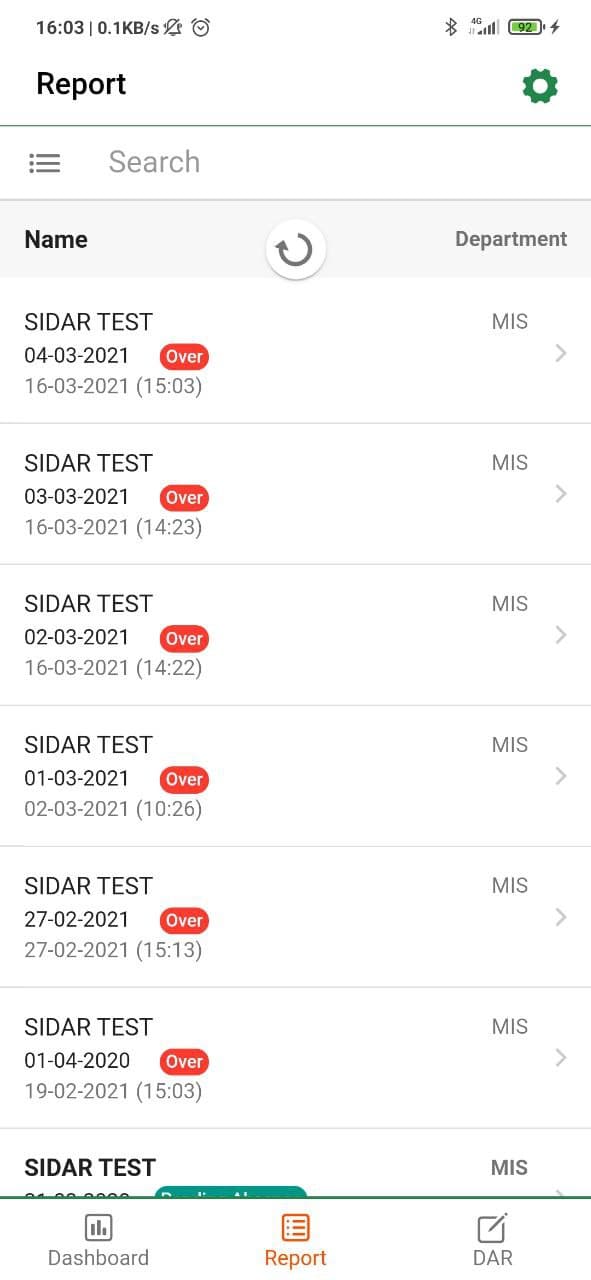 16:03 | 0.1KB/s 4G 92
Report
Search
Name Department
SIDAR TEST MIS
04-03-2021 Over
16-03-2021 (15:03)
SIDAR TEST MIS
03-03-2021 Over
16-03-2021 (14:23)
SIDAR TEST MIS
02-03-2021 Over
16-03-2021 (14:22)
SIDAR TEST MIS
01-03-2021 Over
02-03-2021 (10:26)
SIDAR TEST MIS
27-02-2021 Over
27-02-2021 (15:13)
SIDAR TEST MIS
01-04-2020 Over
19-02-2021 (15:03)
SIDAR TEST MIS
Dashboard Report DAR